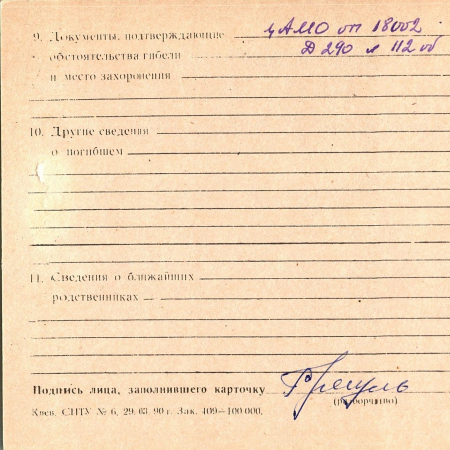 9. Документы, подтверждающие цАМО оп 18002
обстоятельства гибели Д 290 л 112 об
и место захоронения
10. Другие сведения
о погибшем
11. Сведения о ближайших
родственниках
Подпись лица, заполнившего карточку
(разборчиво)
Киев. СПТУ № 6, 29. 03 90 г. Зак. 409—100 000.